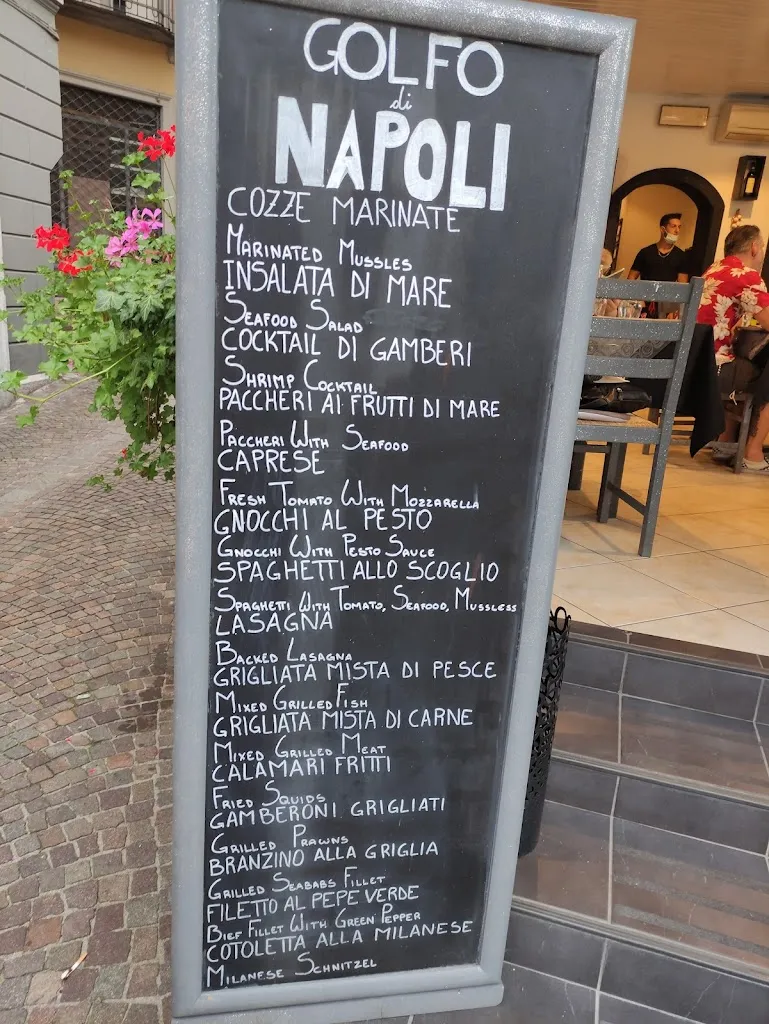 GOLFO
di
NAPOLI
COZZE MARINATE
MARINATED MUSSLES
INSALATA DI MARE
SEAFOOD SALAD
COCKTAIL DI GAMBERI
SHRIMP COCKTAIL
PACCHERI AI FRUTTI DI MARE
PACCHERI WITH SEAFOOD
CAPRESE
FRESH TOMATO WITH MOZZARELLA
GNOCCHI AL PESTO
GNOCCHI WITH PESTO SAUCE
SPAGHETTI ALLO SCOGLIO
SPAGHETTI WITH TOMATO, SEAFOOD, MUSSLESS
LASAGNA
BACKED LASAGNA
GRIGLIATA MISTA DI PESCE
MIXED GRILLED FISH
GRIGLIATA MISTA DI CARNE
MIXED GRILLED MEAT
CALAMARI FRITTI
FRIED SQUIDS
GAMBERONI GRIGLIATI
GRILLED PRAWNS
BRANZINO ALLA GRIGLIA
GRILLED SEABABS FILLET
FILETTO AL PEPE VERDE
BIEF FILLET WITH GREEN PEPPER
COTOLETTA ALLA MILANESE
MILANESE SCHNITZEL